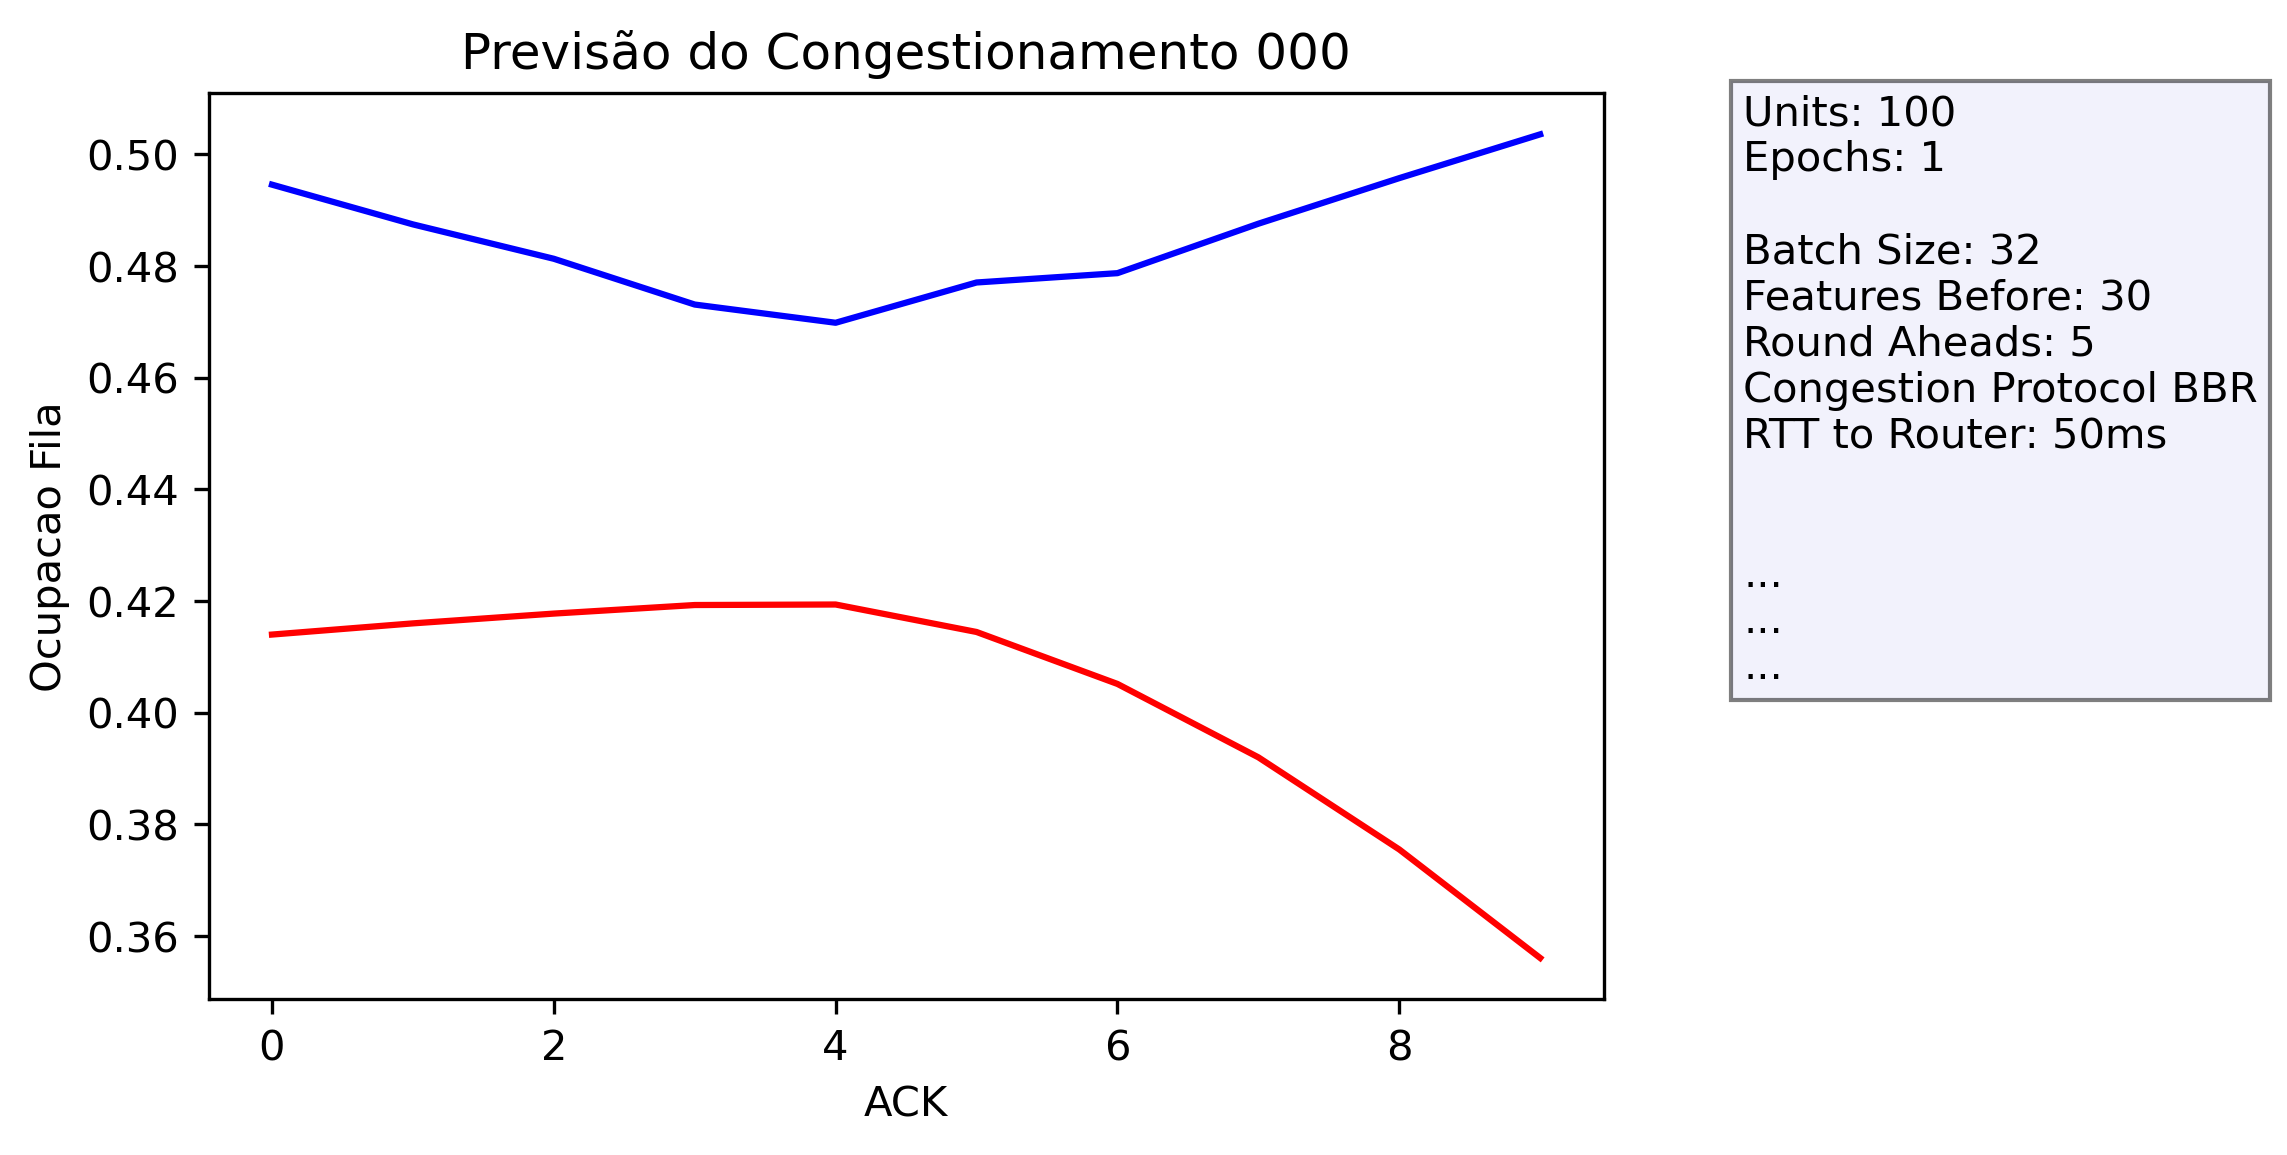 Previsão do Congestionamento 000
Ocupacao Fila
0.50
0.48
0.46
0.44
0.42
0.40
0.38
0.36
0 2 4 6 8
ACK
Units: 100
Epochs: 1
Batch Size: 32
Features Before: 30
Round Aheads: 5
Congestion Protocol BBR
RTT to Router: 50ms
...
...
...